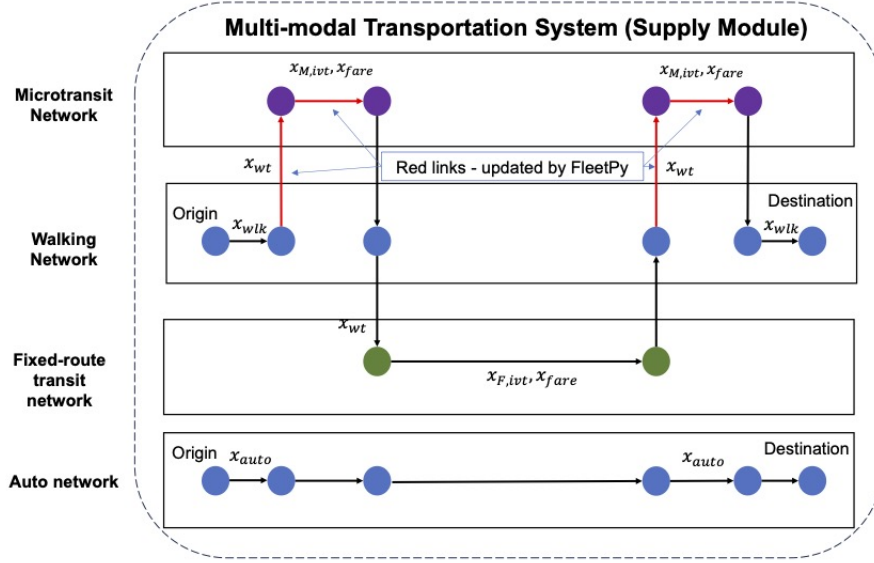 Multi-modal Transportation System (Supply Module)
Microtransit
Network
x_{M,ivt}, x_{fare}
x_{M,ivt}, x_{fare}
x_{wt}
Red links - updated by FleetPy
x_{wt}
Walking
Network
Origin
x_{wlk}
Destination
x_{wlk}
x_{wt}
Fixed-route
transit
network
x_{F,ivt}, x_{fare}
Auto network
Origin
x_{auto}
x_{auto}
Destination